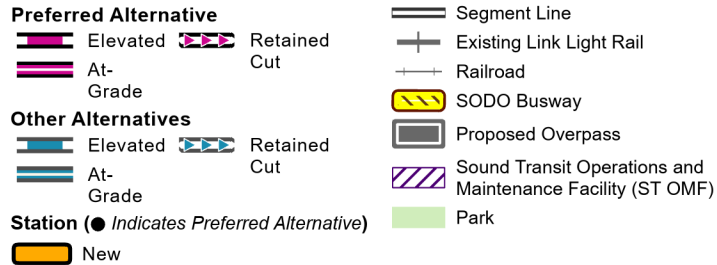 Preferred Alternative
Elevated
Retained
Cut
At-
Grade
Other Alternatives
Elevated
Retained
Cut
At-
Grade
Station (● Indicates Preferred Alternative)
New
Segment Line
Existing Link Light Rail
Railroad
SODO Busway
Proposed Overpass
Sound Transit Operations and
Maintenance Facility (ST OMF)
Park